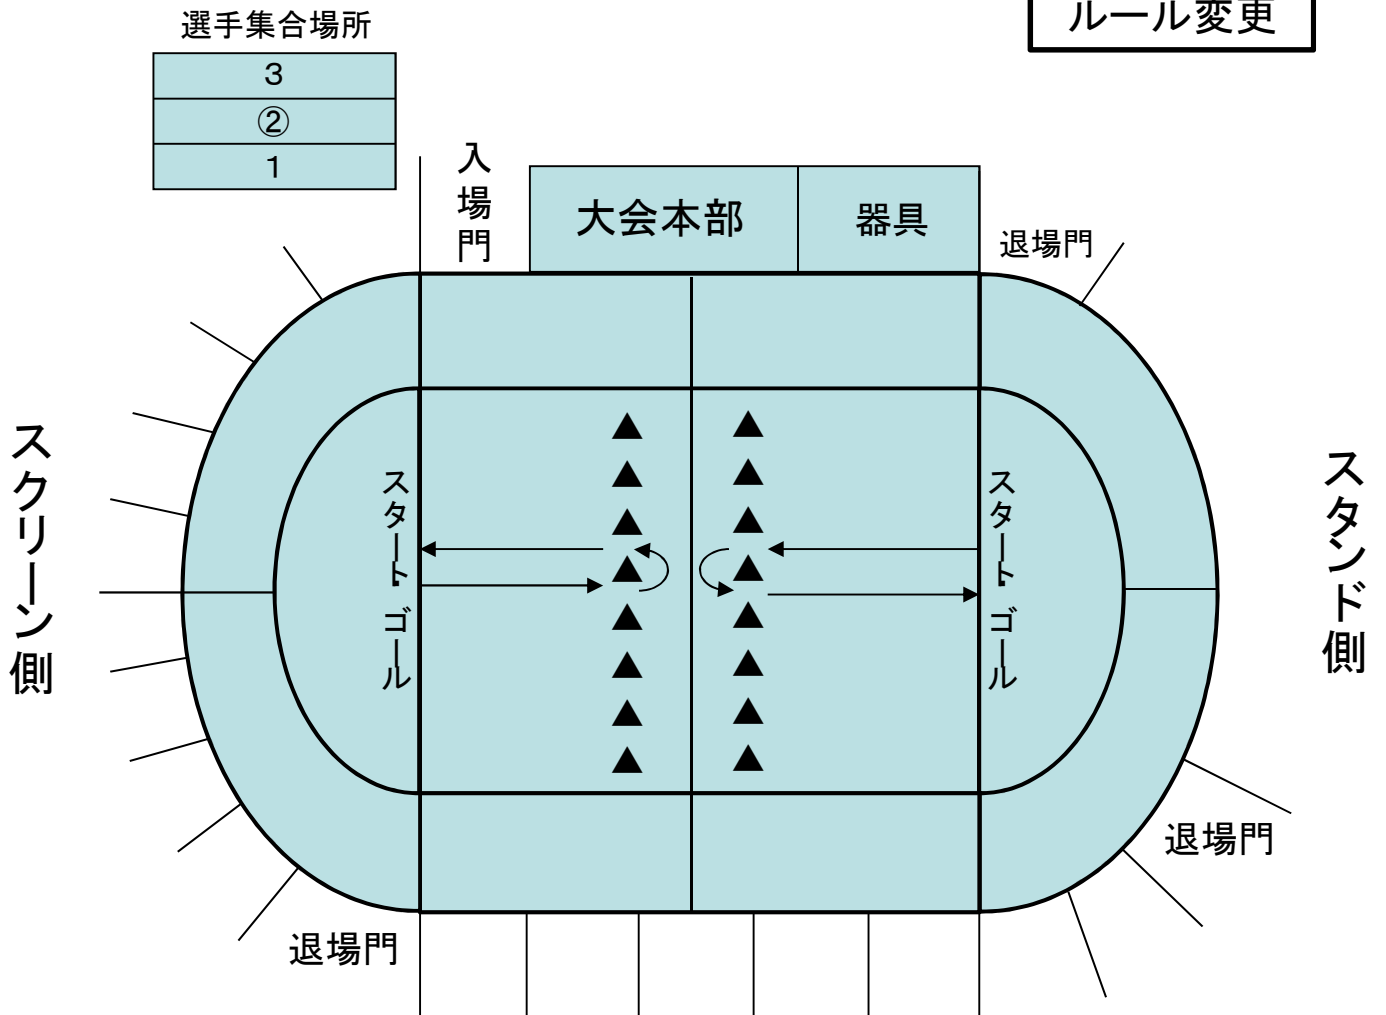 ルール変更
選手集合場所
3
②
1
入場門
大会本部
器具
退場門
スクリーン側
スタート・ゴール
スタート・ゴール
スタンド側
退場門
退場門